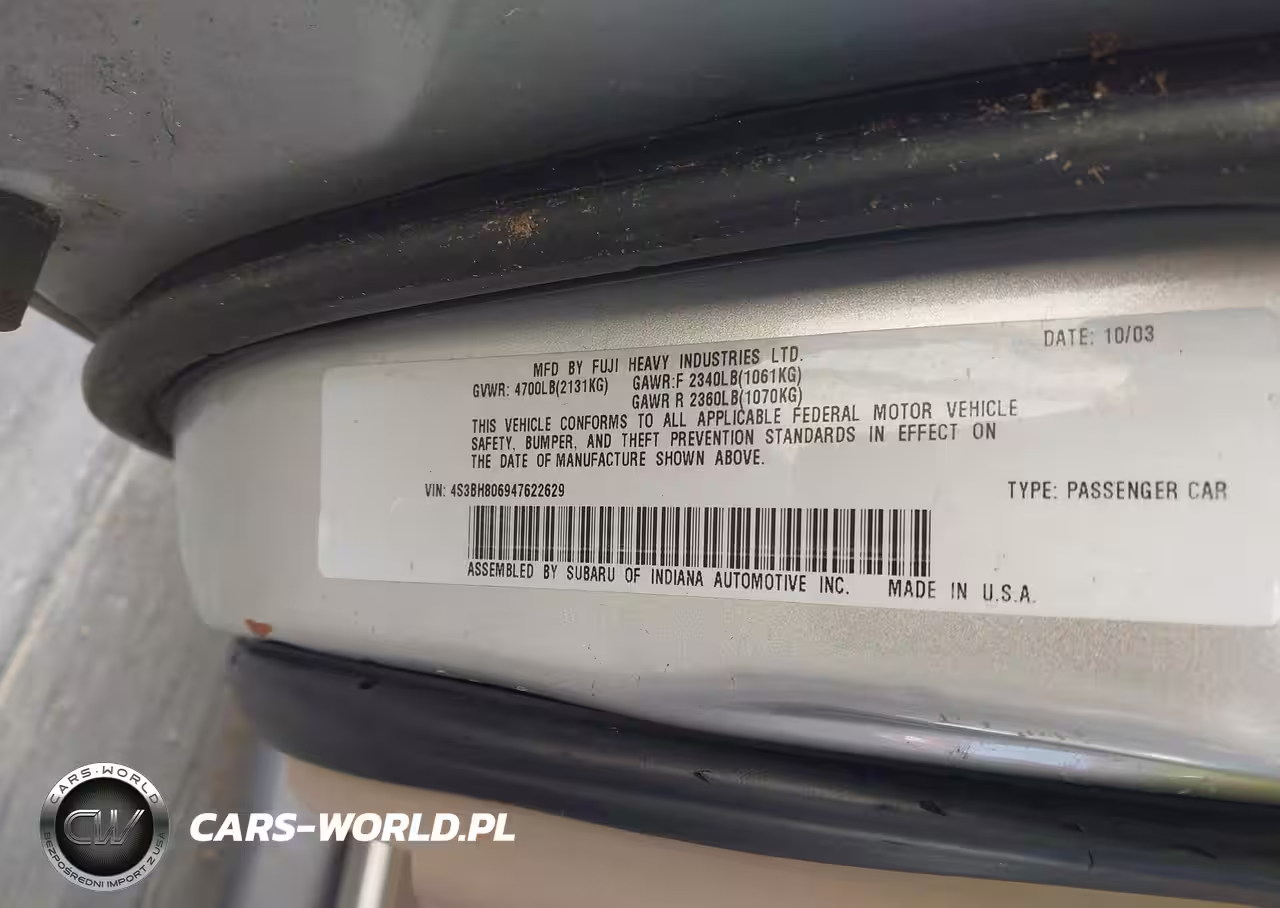 DATE: 10/03
MFD BY FUJI HEAVY INDUSTRIES LTD.
GVWR: 4700LB(2131KG) GAWR:F 2340LB(1061KG)
GAWR R 2360LB(1070KG)
THIS VEHICLE CONFORMS TO ALL APPLICABLE FEDERAL MOTOR VEHICLE
SAFETY, BUMPER, AND THEFT PREVENTION STANDARDS IN EFFECT ON
THE DATE OF MANUFACTURE SHOWN ABOVE.
VIN: 4S3BH806947622629 TYPE: PASSENGER CAR
ASSEMBLED BY SUBARU OF INDIANA AUTOMOTIVE INC. MADE IN U.S.A.
CARS-WORLD
CW
BEZPOŚREDNI IMPORT Z USA
CARS-WORLD.PL